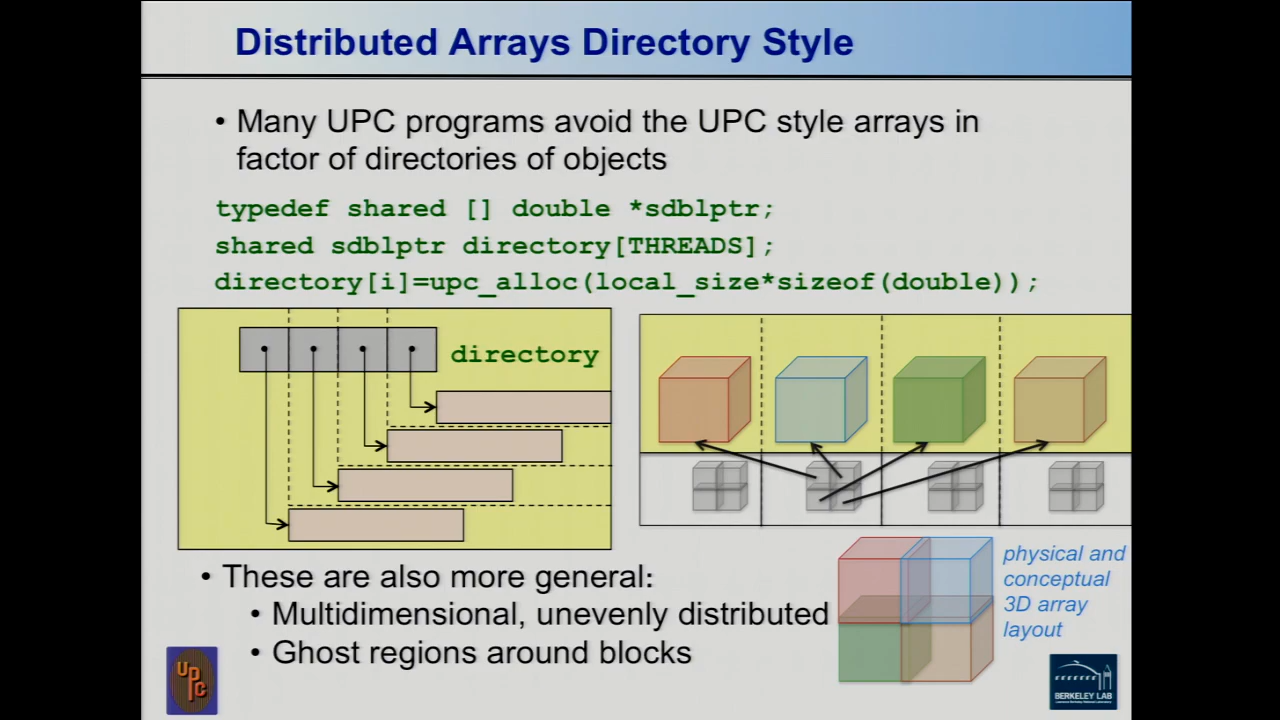 Distributed Arrays Directory Style
• Many UPC programs avoid the UPC style arrays in
factor of directories of objects
typedef shared [] double *sdblptr;
shared sdblptr directory[THREADS];
directory[i]=upc_alloc(local_size*sizeof(double));
directory
physical and
conceptual
3D array
layout
• These are also more general:
• Multidimensional, unevenly distributed
• Ghost regions around blocks
UPC
BERKELEY LAB